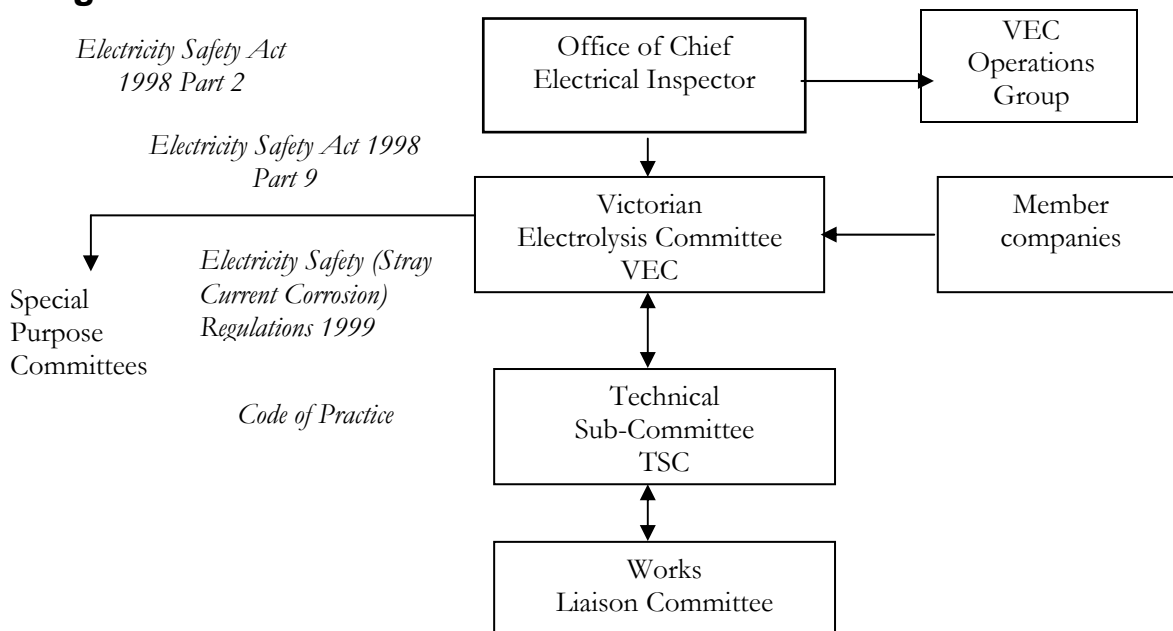 Electricity Safety Act
1998 Part 2
Office of Chief
Electrical Inspector
VEC
Operations
Group
Electricity Safety Act 1998
Part 9
Victorian
Electrolysis Committee
VEC
Member
companies
Electricity Safety (Stray
Current Corrosion)
Regulations 1999
Special
Purpose
Committees
Code of Practice
Technical
Sub-Committee
TSC
Works
Liaison Committee